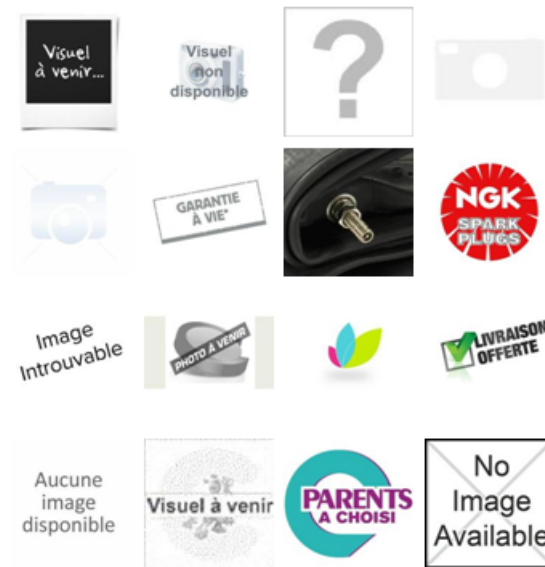 Visuel
à venir...
Visuel
non
disponible
?
GARANTIE
À VIE*
NGK
SPARK
PLUGS
Image
Introuvable
PHOTO À VENIR
LIVRAISON
OFFERTE
Aucune
image
disponible
Visuel à venir
PARENTS
A CHOISI
No
Image
Available